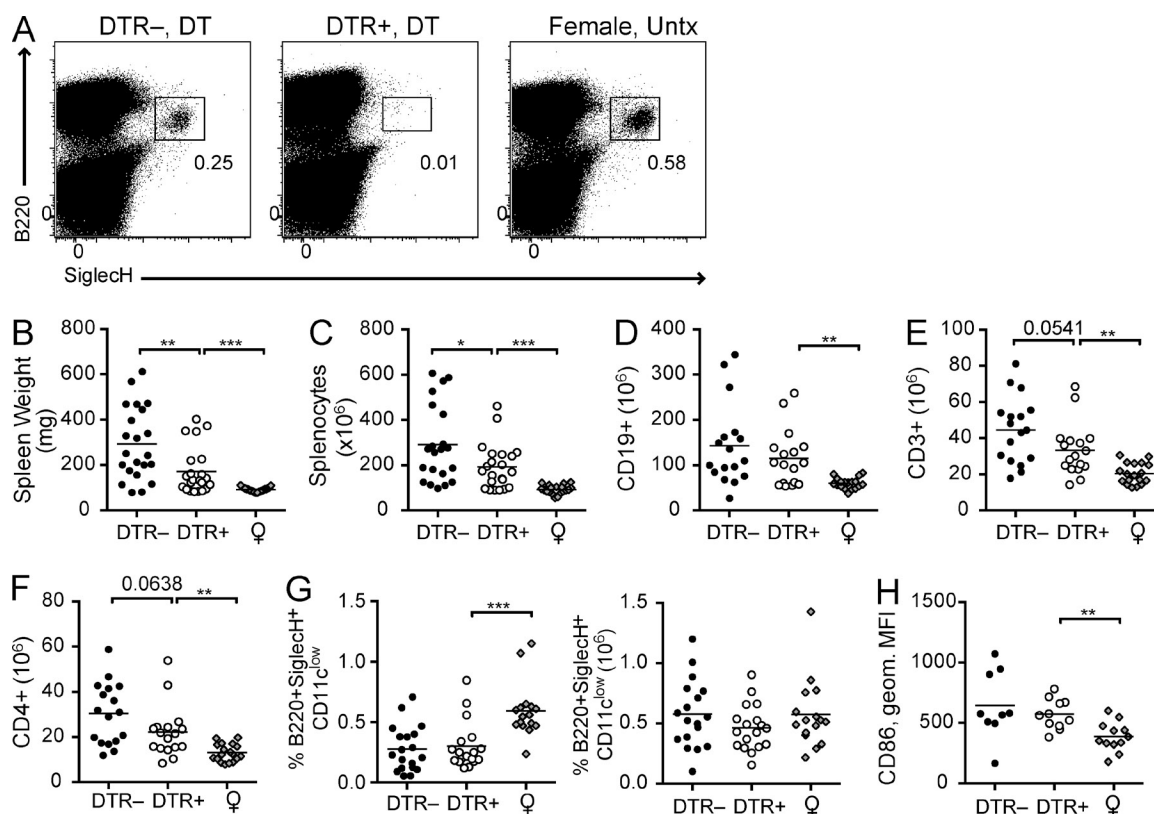 A
DTR–, DT
DTR+, DT
Female, Untx
B220
0
0.25
0
0
0.01
0
0
0.58
0
SiglecH
B
Spleen Weight
(mg)
800
600
400
200
0
**
***
DTR– DTR+ ♀
C
Splenocytes
(x10⁶)
800
600
400
200
0
*
***
DTR– DTR+ ♀
D
CD19+ (10⁶)
400
300
200
100
0
**
DTR– DTR+ ♀
E
CD3+ (10⁶)
100
80
60
40
20
0
0.0541
**
DTR– DTR+ ♀
F
CD4+ (10⁶)
80
60
40
20
0
0.0638
**
DTR– DTR+ ♀
G
% B220+SiglecH⁺
CD11c^low
1.5
1.0
0.5
0.0
***
DTR– DTR+ ♀
% B220+SiglecH⁺
CD11c^low (10⁶)
1.5
1.0
0.5
0.0
DTR– DTR+ ♀
H
CD86, geom. MFI
1500
1000
500
0
**
DTR– DTR+ ♀